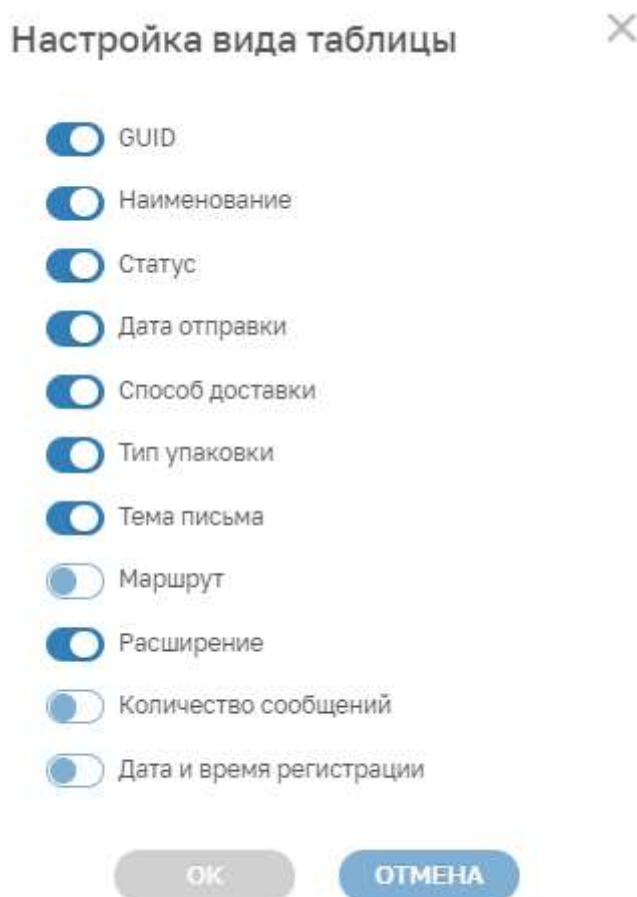 Настройка вида таблицы
GUID
Наименование
Статус
Дата отправки
Способ доставки
Тип упаковки
Тема письма
Маршрут
Расширение
Количество сообщений
Дата и время регистрации
ОК
ОТМЕНА